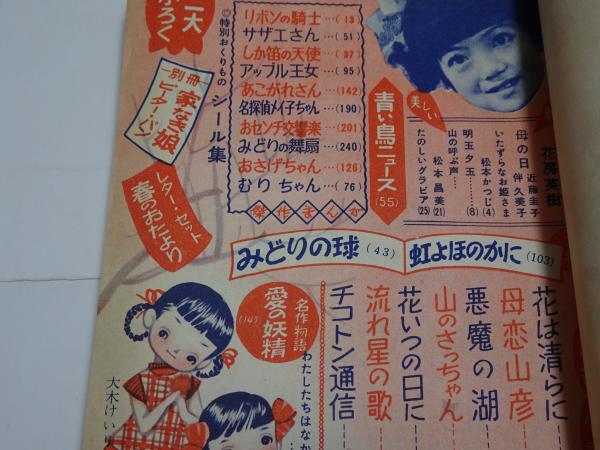 二大
ふろく
◎特別おくりもの
シール集
別冊
家なき娘
ピーター・パン
レター・セット
春のおたより
リボンの騎士…(13)
サザエさん…(51)
しか笛の天使…(37)
アップル王女…(95)
あこがれさん…(142)
名探偵メイ子ちゃん…(190)
おセンチ交響楽…(201)
みどりの舞扇…(240)
おさげちゃん…(126)
むりちゃん…(76)
傑作まんが
青い鳥ニュース(55)
美しい
花房英樹
近藤圭子
母の日 伴久美子
いたずらなお姫さま
松本かつじ(4)
明玉夕玉……(8)
山の呼ぶ声…
松本昌美(21)
たのしいグラビア(25)
みどりの球(43)
虹よほのかに(103)
花は清らに
母恋山彦
悪魔の湖
山のさっちゃん
花いつの日に
流れ星の歌
チコトン通信
名作物語
愛の妖精
(147)
わたしたちはなか
大木けい